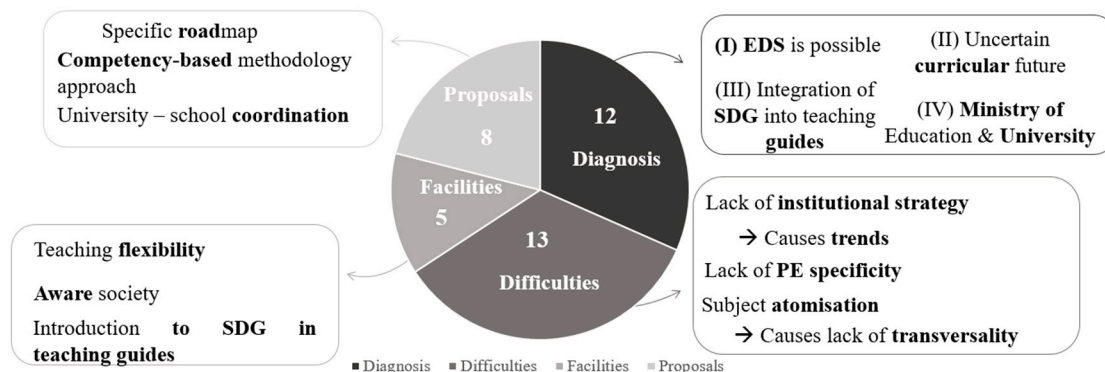 Specific roadmap
Competency-based methodology
approach
University – school coordination
Proposals
8
12
Diagnosis
(I) EDS is possible
(II) Uncertain
curricular future
(III) Integration of
SDG into teaching
guides
(IV) Ministry of
Education & University
Facilities
5
13
Difficulties
Teaching flexibility
Aware society
Introduction to SDG in
teaching guides
Lack of institutional strategy
→ Causes trends
Lack of PE specificity
Subject atomisation
→ Causes lack of transversality
Diagnosis
Difficulties
Facilities
Proposals